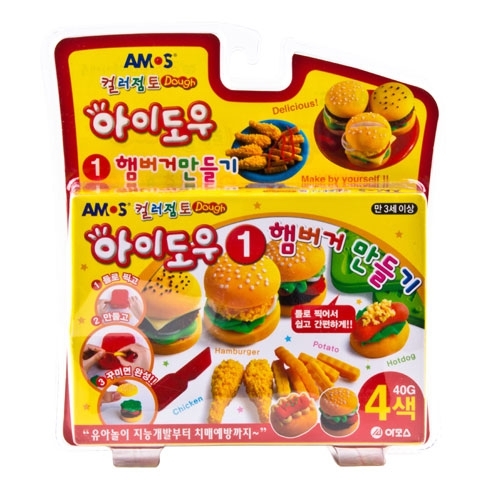 AMOS
컬러점토 Dough
아이도우
1 햄버거만들기
Delicious!
Make by yourself !!
AMOS 컬러점토 Dough
만 3세 이상
아이도우 1 햄버거 만들기
1 틀로 찍고
2 만들고
3 꾸미면 완성!!
틀로 찍어서
쉽고 간편하게!!
Hamburger
Potato
Hotdog
Chicken
40G
4색
"유아놀이 지능개발부터 치매예방까지~"
아모스